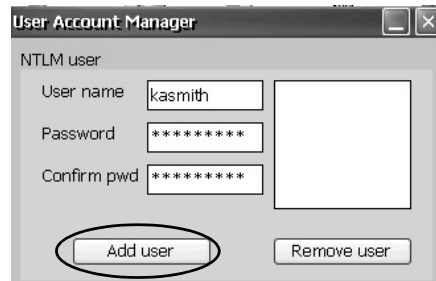 User Account Manager
NTLM user
User name kasmith
Password *********
Confirm pwd *********
Add user Remove user